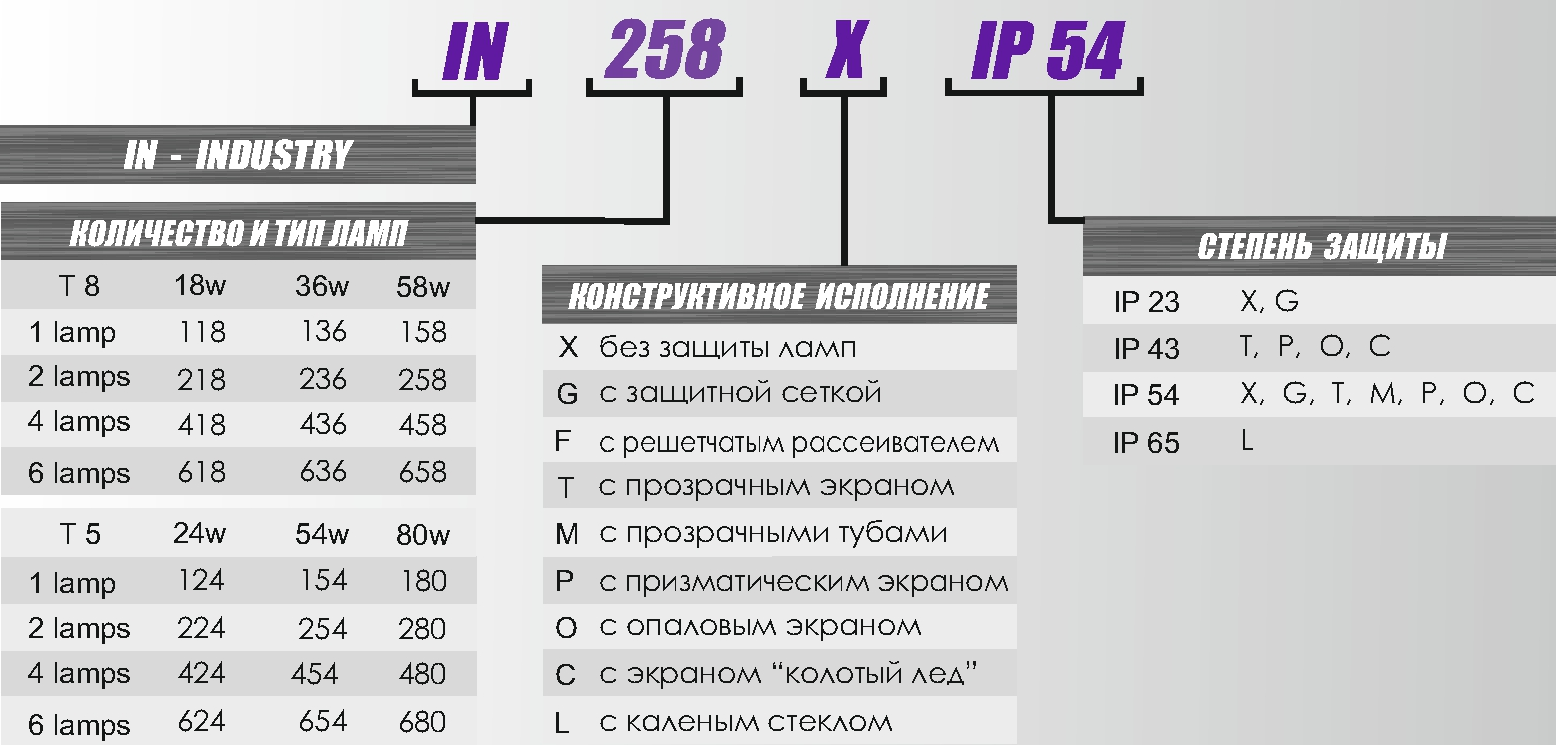 IN 258 X IP 54
IN - INDUSTRY
КОЛИЧЕСТВО И ТИП ЛАМП
T 8 18w 36w 58w
1 lamp 118 136 158
2 lamps 218 236 258
4 lamps 418 436 458
6 lamps 618 636 658
T 5 24w 54w 80w
1 lamp 124 154 180
2 lamps 224 254 280
4 lamps 424 454 480
6 lamps 624 654 680
КОНСТРУКТИВНОЕ ИСПОЛНЕНИЕ
X без защиты ламп
G с защитной сеткой
F с решетчатым рассеивателем
T с прозрачным экраном
M с прозрачными тубами
P с призматическим экраном
O с опаловым экраном
C с экраном “колотый лед”
L с каленым стеклом
СТЕПЕНЬ ЗАЩИТЫ
IP 23 X, G
IP 43 T, P, O, C
IP 54 X, G, T, M, P, O, C
IP 65 L